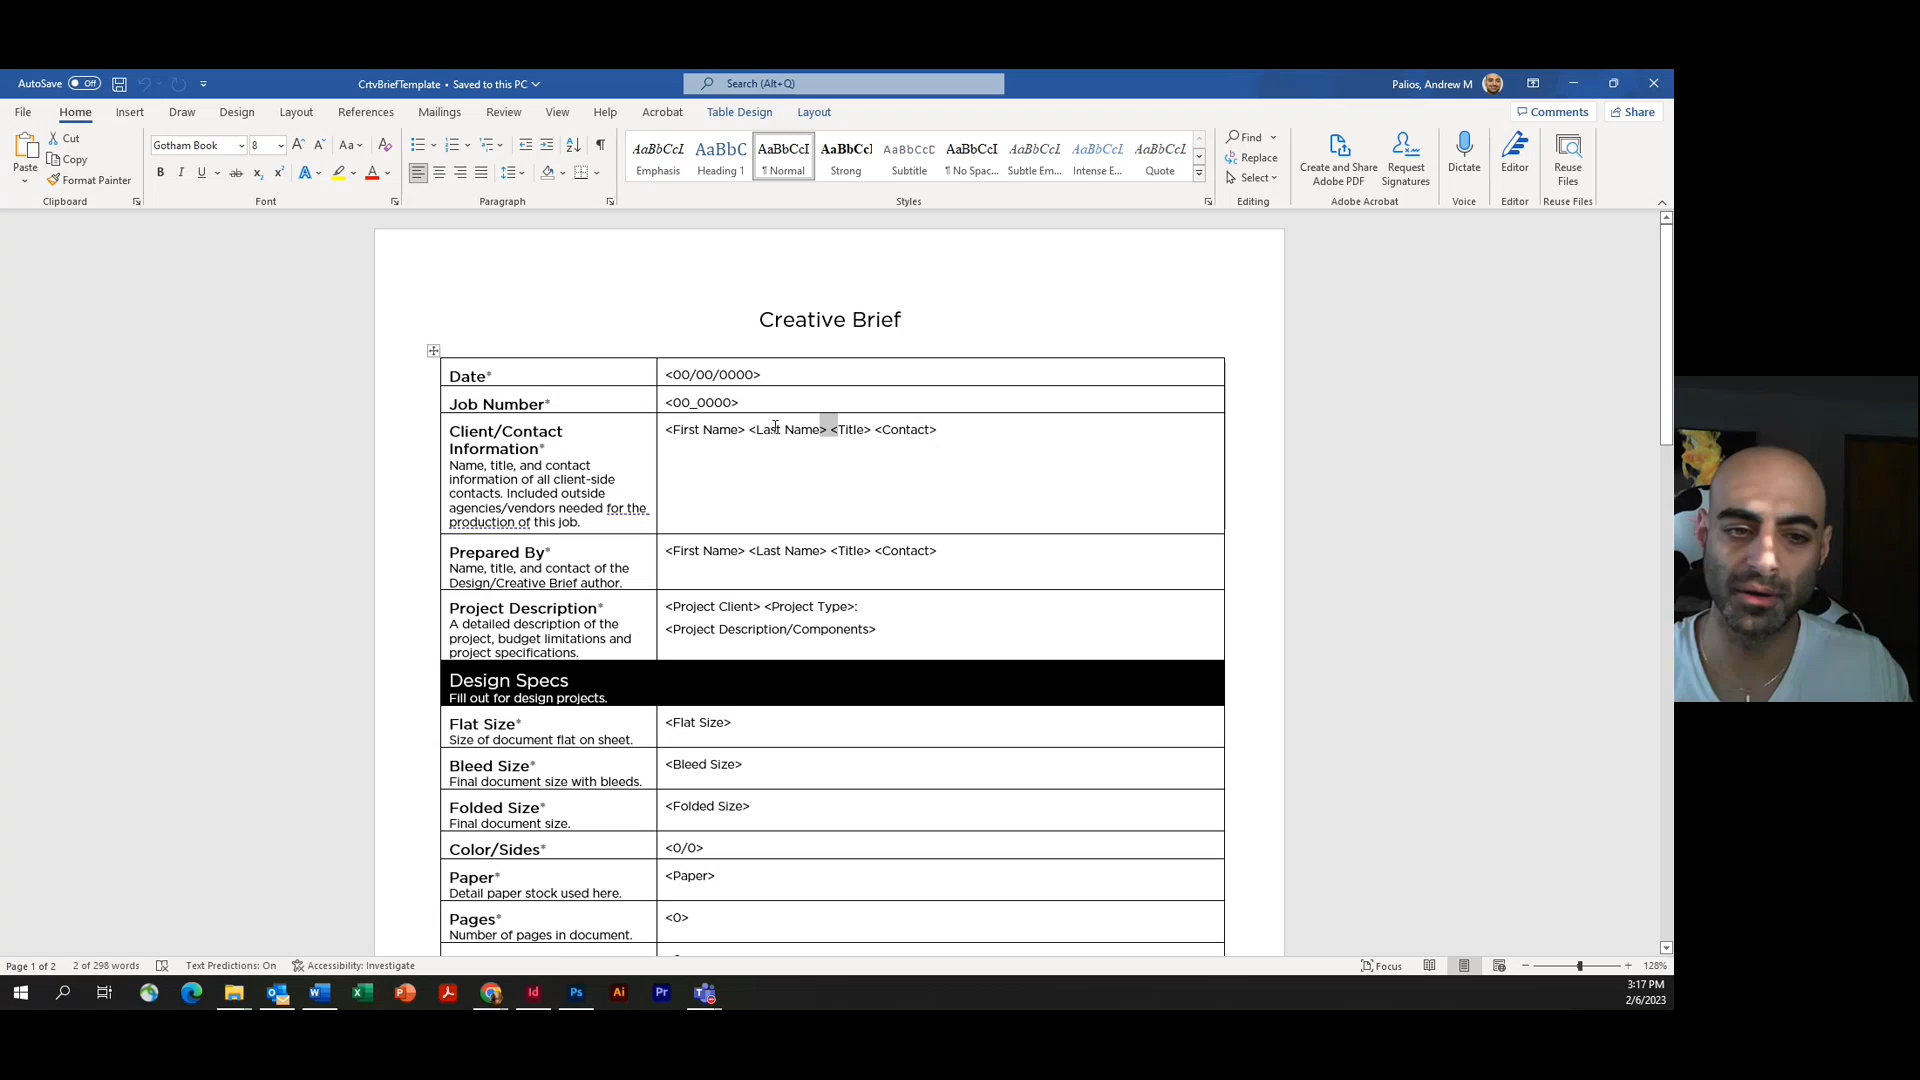 AutoSave Off CrtvBriefTemplate • Saved to this PC Search (Alt+Q) Palios, Andrew M
File Home Insert Draw Design Layout References Mailings Review View Help Acrobat Table Design Layout Comments Share
Paste Cut Copy Format Painter Clipboard
Gotham Book 8 Font
Paragraph
AaBbCcL AaBbC AaBbCcI AaBbCcI AaBbCcD AaBbCcI AaBbCcL AaBbCcL AaBbCcL
Emphasis Heading 1 ¶ Normal Strong Subtitle ¶ No Spac... Subtle Em... Intense E... Quote
Styles
Find Replace Select Editing
Create and Share Adobe PDF Request Signatures Adobe Acrobat
Dictate Voice
Editor Editor
Reuse Files Reuse Files
Creative Brief
Date* <00/00/0000>
Job Number* <00_0000>
Client/Contact <First Name> <Last Name> <Title> <Contact>
Information*
Name, title, and contact
information of all client-side
contacts. Included outside
agencies/vendors needed for the
production of this job.
Prepared By* <First Name> <Last Name> <Title> <Contact>
Name, title, and contact of the
Design/Creative Brief author.
Project Description* <Project Client> <Project Type>:
A detailed description of the <Project Description/Components>
project, budget limitations and
project specifications.
Design Specs
Fill out for design projects.
Flat Size* <Flat Size>
Size of document flat on sheet.
Bleed Size* <Bleed Size>
Final document size with bleeds.
Folded Size* <Folded Size>
Final document size.
Color/Sides* <0/0>
Paper* <Paper>
Detail paper stock used here.
Pages* <0>
Number of pages in document.
Page 1 of 2 2 of 298 words Text Predictions: On Accessibility: Investigate Focus 128%
3:17 PM
2/6/2023